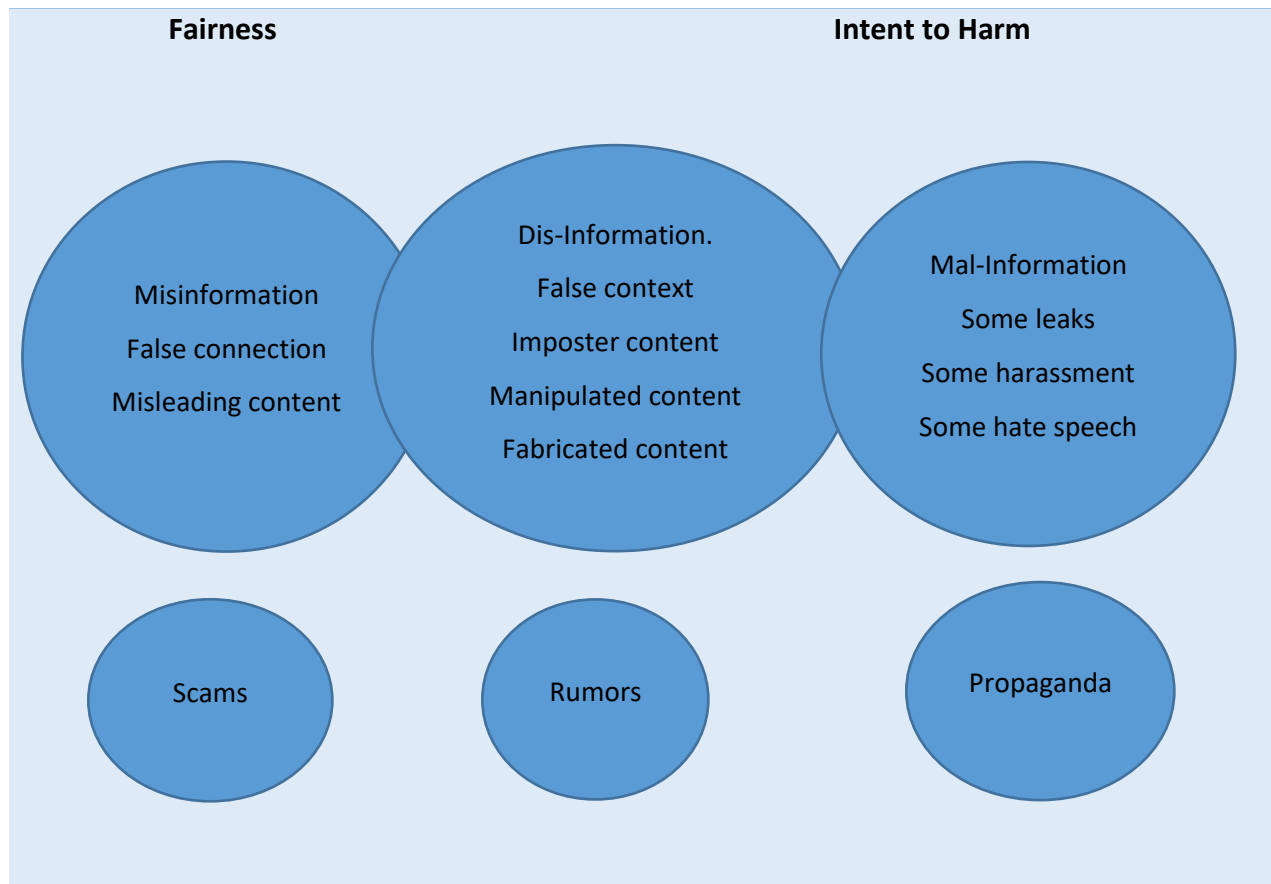 Fairness
Intent to Harm
Misinformation
False connection
Misleading content
Dis-Information.
False context
Imposter content
Manipulated content
Fabricated content
Mal-Information
Some leaks
Some harassment
Some hate speech
Scams
Rumors
Propaganda